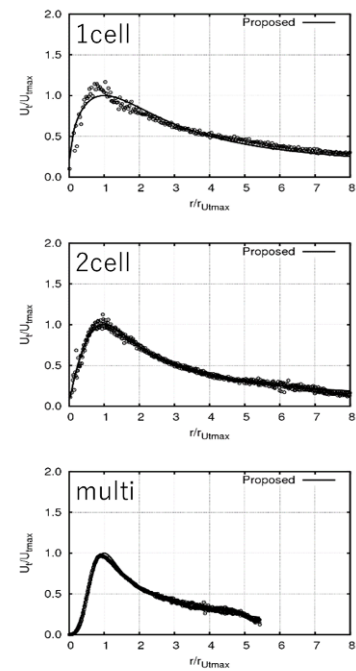 1cell
Proposed
2.0
1.5
1.0
0.5
0.0
U_t/U_tmax
0 1 2 3 4 5 6 7 8
r/r_Utmax
2cell
Proposed
2.0
1.5
1.0
0.5
0.0
U_t/U_tmax
0 1 2 3 4 5 6 7 8
r/r_Utmax
multi
Proposed
2.0
1.5
1.0
0.5
0.0
U_t/U_tmax
0 1 2 3 4 5 6 7 8
r/r_Utmax